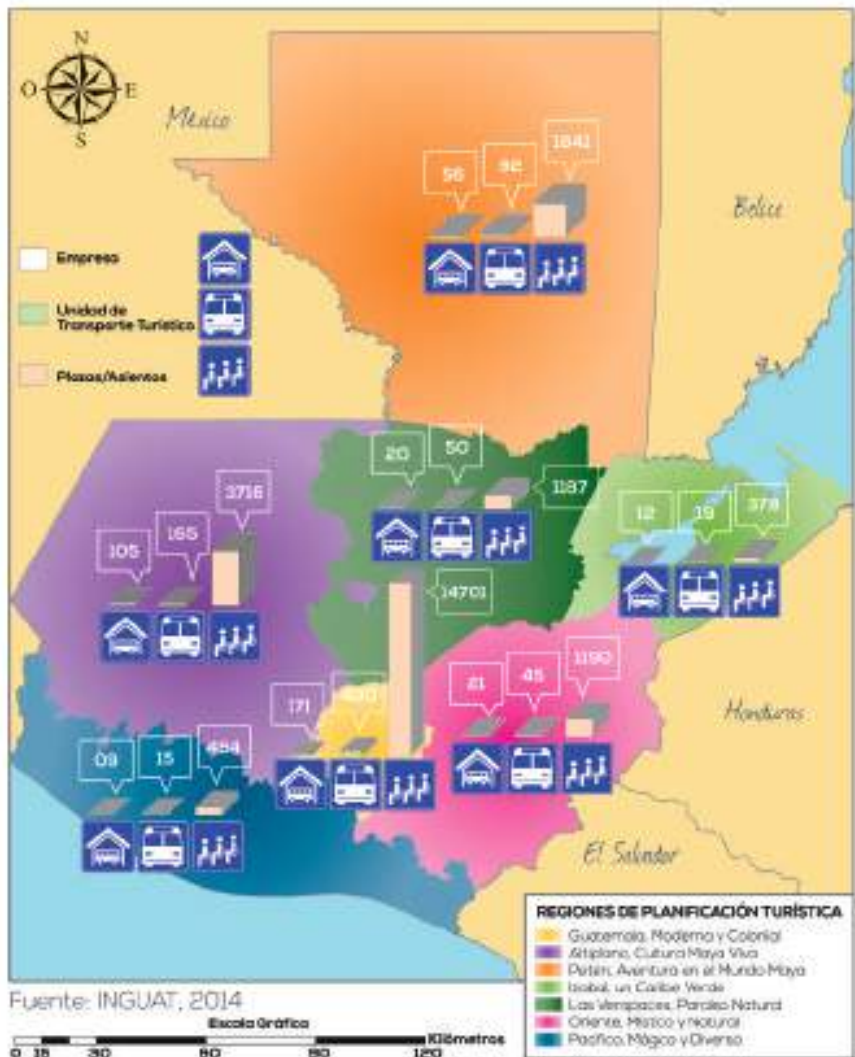 N
O
E
S
México
Belice
56
92
1841
Empresa
Unidad de
Transporte Turístico
Plazas/Asientos
20
50
1187
105
165
3716
12
19
378
14701
171
21
45
1190
Honduras
09
15
El Salvador
REGIONES DE PLANIFICACIÓN TURÍSTICA
Guatemala, Moderna y Colonial
Altiplano, Cultura Maya Viva
Petén, Aventura en el Mundo Maya
Izabal, un Caribe Verde
Las Verapaces, Paraíso Natural
Oriente, Místico y Natural
Pacífico, Mágico y Diverso
Fuente: INGUAT, 2014
Escala Gráfica
Kilómetros
0 15 30 60 90 120